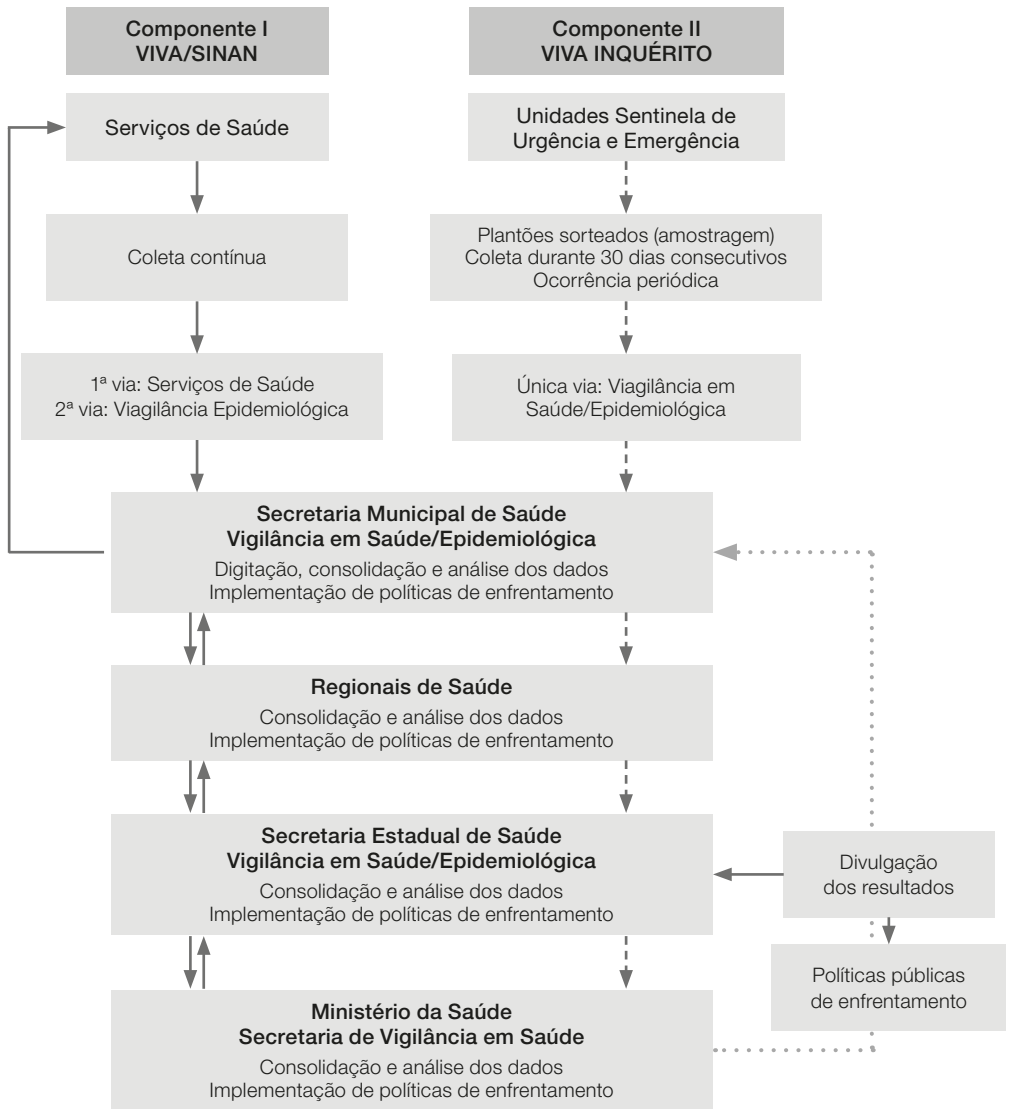 Componente I
VIVA/SINAN
Componente II
VIVA INQUÉRITO
Serviços de Saúde
Unidades Sentinela de
Urgência e Emergência
Coleta contínua
Plantões sorteados (amostragem)
Coleta durante 30 dias consecutivos
Ocorrência periódica
1ª via: Serviços de Saúde
2ª via: Viagilância Epidemiológica
Única via: Viagilância em
Saúde/Epidemiológica
Secretaria Municipal de Saúde
Vigilância em Saúde/Epidemiológica
Digitação, consolidação e análise dos dados
Implementação de políticas de enfrentamento
Regionais de Saúde
Consolidação e análise dos dados
Implementação de políticas de enfrentamento
Secretaria Estadual de Saúde
Vigilância em Saúde/Epidemiológica
Consolidação e análise dos dados
Implementação de políticas de enfrentamento
Divulgação
dos resultados
Políticas públicas
de enfrentamento
Ministério da Saúde
Secretaria de Vigilância em Saúde
Consolidação e análise dos dados
Implementação de políticas de enfrentamento